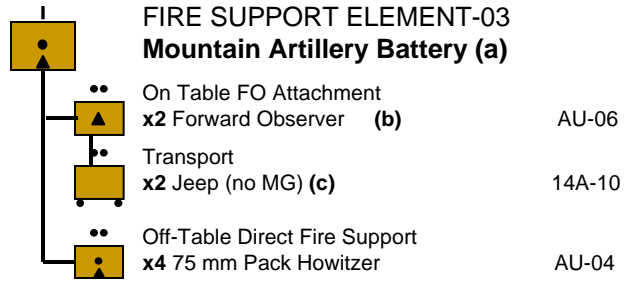 FIRE SUPPORT ELEMENT-03
Mountain Artillery Battery (a)
On Table FO Attachment
x2 Forward Observer (b) AU-06
Transport
x2 Jeep (no MG) (c) 14A-10
Off-Table Direct Fire Support
x4 75 mm Pack Howitzer AU-04